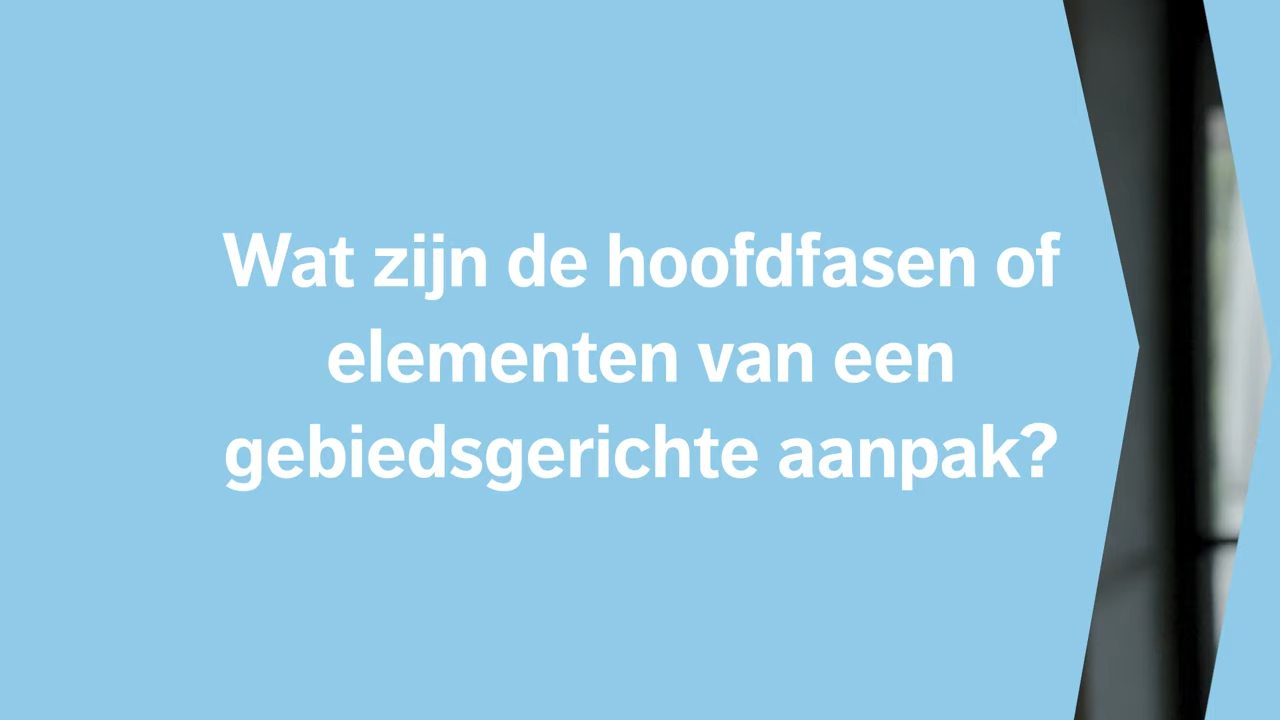 Wat zijn de hoofdfasen of
elementen van een
gebiedsgerichte aanpak?